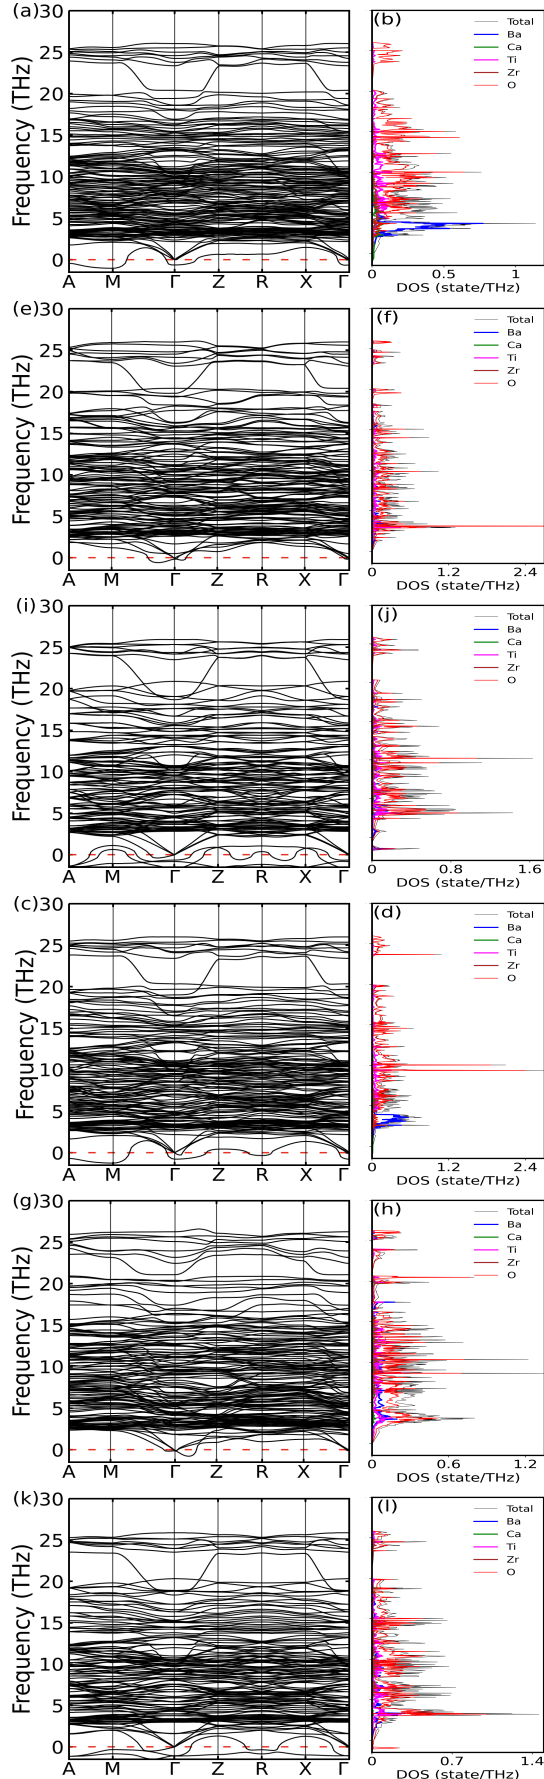 (a) (b)
Frequency (THz)
30
25
20
15
10
5
0
A M Γ Z R X Γ
Total
Ba
Ca
Ti
Zr
O
0 0.5 1
DOS (state/THz)
(e) (f)
Frequency (THz)
30
25
20
15
10
5
0
A M Γ Z R X Γ
Total
Ba
Ca
Ti
Zr
O
0 1.2 2.4
DOS (state/THz)
(i) (j)
Frequency (THz)
30
25
20
15
10
5
0
A M Γ Z R X Γ
Total
Ba
Ca
Ti
Zr
O
0 0.8 1.6
DOS (state/THz)
(c) (d)
Frequency (THz)
30
25
20
15
10
5
0
A M Γ Z R X Γ
Total
Ba
Ca
Ti
Zr
O
0 1.2 2.4
DOS (state/THz)
(g) (h)
Frequency (THz)
30
25
20
15
10
5
0
A M Γ Z R X Γ
Total
Ba
Ca
Ti
Zr
O
0 0.6 1.2
DOS (state/THz)
(k) (l)
Frequency (THz)
30
25
20
15
10
5
0
A M Γ Z R X Γ
Total
Ba
Ca
Ti
Zr
O
0 0.7 1.4
DOS (state/THz)